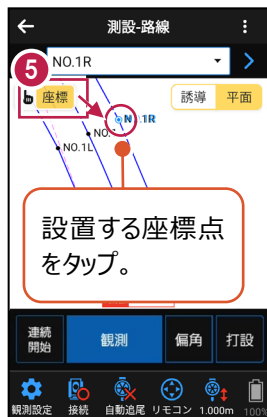 測設-路線
NO.1R
5
座標
誘導 平面
NO.1R
NO.
NO.1L
設置する座標点
をタップ。
連続
開始
観測
偏角
打設
観測設定 接続 自動追尾 リモコン 1.000m 100%